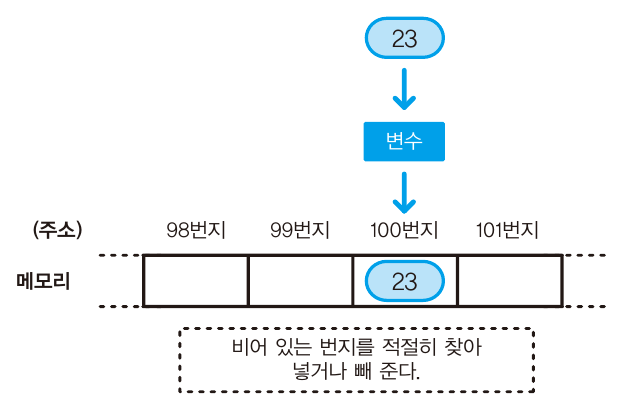 23
변수
(주소) 98번지 99번지 100번지 101번지
메모리 23
비어 있는 번지를 적절히 찾아
넣거나 빼 준다.